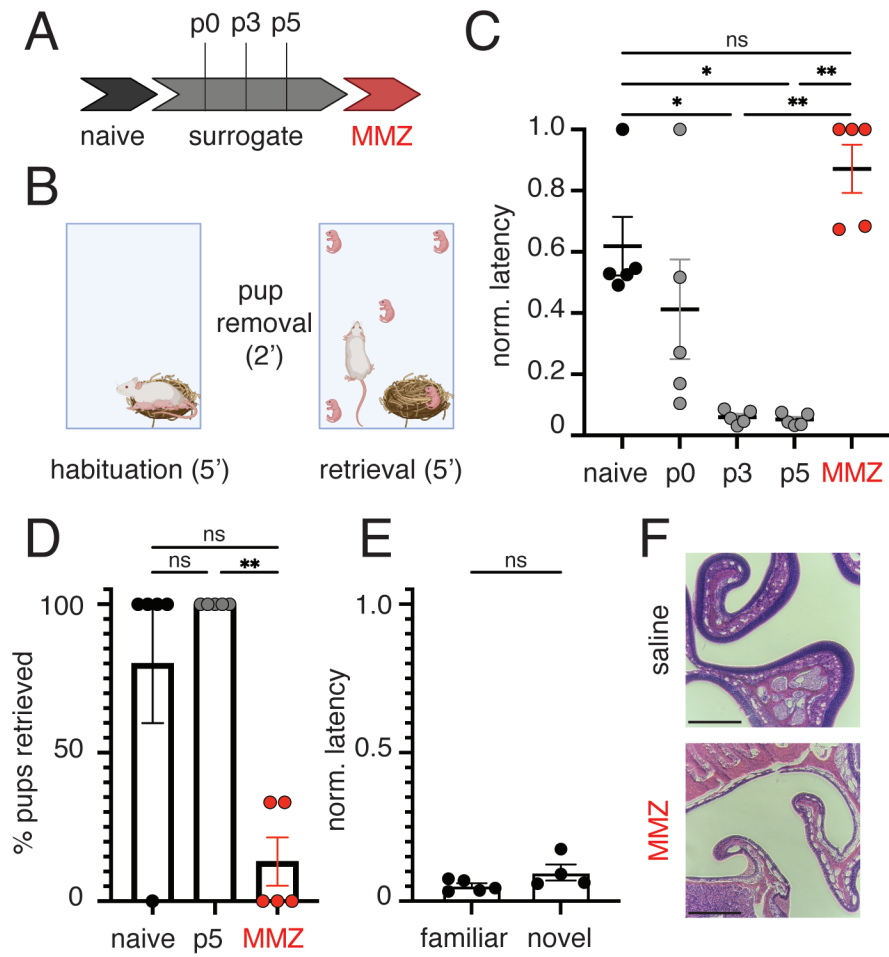 A
p0 p3 p5
naive surrogate MMZ
B
pup
removal
(2’)
habituation (5’) retrieval (5’)
C
ns
* **
* **
norm. latency
1.0
0.8
0.6
0.4
0.2
0
naive p0 p3 p5 MMZ
D
ns
ns **
% pups retrieved
100
50
0
naive p5 MMZ
E
ns
norm. latency
1.0
0.5
0
familiar novel
F
saline
MMZ